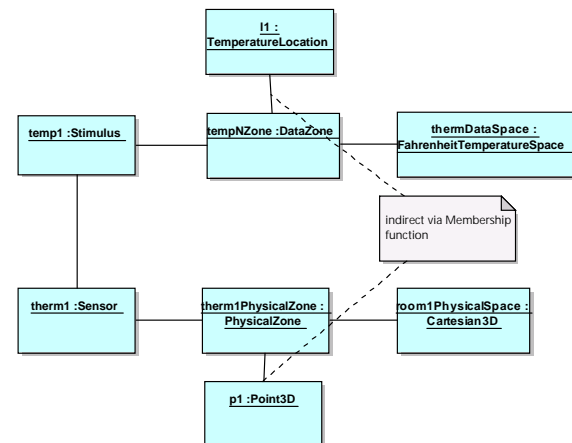 l1 :
TemperatureLocation
temp1 :Stimulus
tempNZone :DataZone
thermDataSpace :
FahrenheitTemperatureSpace
indirect via Membership
function
therm1 :Sensor
therm1PhysicalZone :
PhysicalZone
room1PhysicalSpace :
Cartesian3D
p1 :Point3D